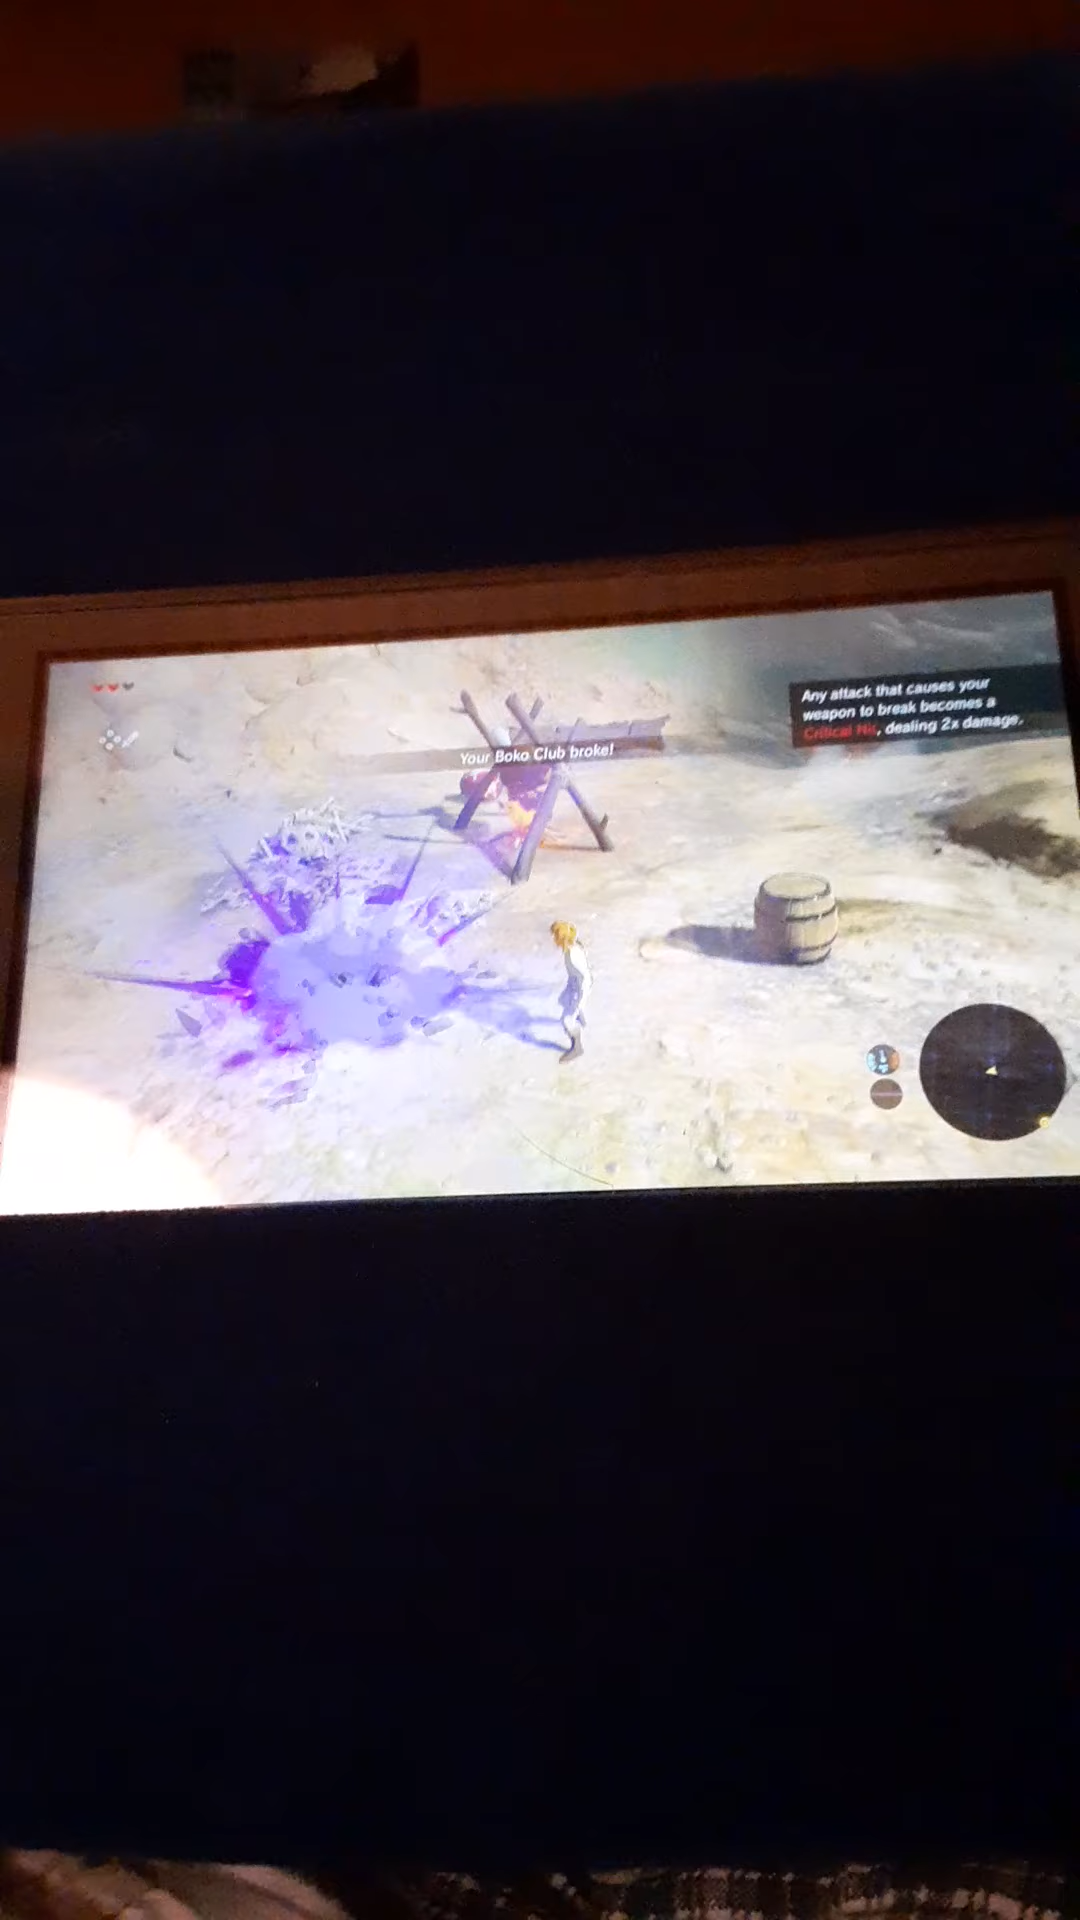 Any attack that causes your
weapon to break becomes a
Critical Hit, dealing 2x damage.
Your Boko Club broke!